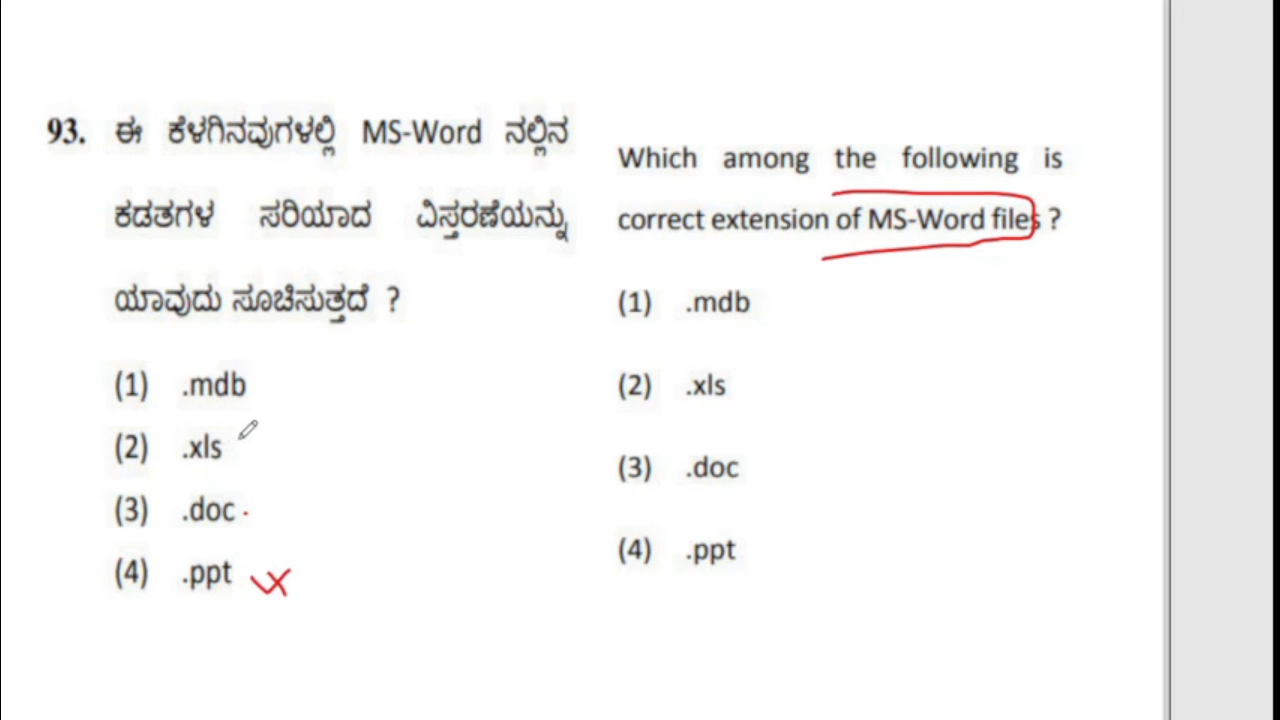 93. ಈ ಕೆಳಗಿನವುಗಳಲ್ಲಿ MS-Word ನಲ್ಲಿನ
ಕಡತಗಳ ಸರಿಯಾದ ವಿಸ್ತರಣೆಯನ್ನು
ಯಾವುದು ಸೂಚಿಸುತ್ತದೆ ?
(1) .mdb
(2) .xls
(3) .doc
(4) .ppt
Which among the following is
correct extension of MS-Word files ?
(1) .mdb
(2) .xls
(3) .doc
(4) .ppt